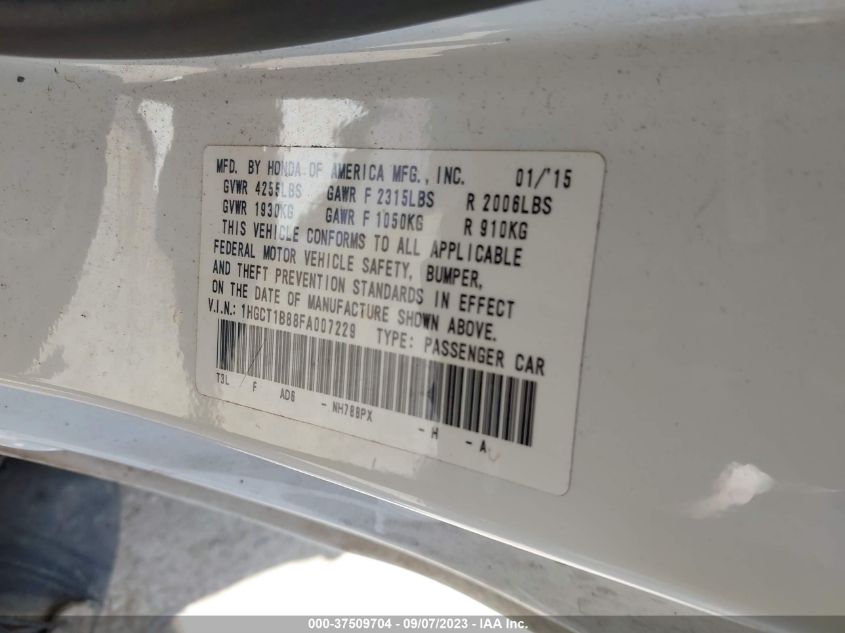 MFD. BY HONDA OF AMERICA MFG., INC. 01/'15
GVWR 4255LBS GAWR F 2315LBS R 2006LBS
GVWR 1930KG GAWR F 1050KG R 910KG
THIS VEHICLE CONFORMS TO ALL APPLICABLE
FEDERAL MOTOR VEHICLE SAFETY, BUMPER,
AND THEFT PREVENTION STANDARDS IN EFFECT
ON THE DATE OF MANUFACTURE SHOWN ABOVE.
V.I.N.: 1HGCT1B88FA007229 TYPE: PASSENGER CAR
T3L F AD6 - NH788PX - H - A
000-37509704 - 09/07/2023 - IAA Inc.